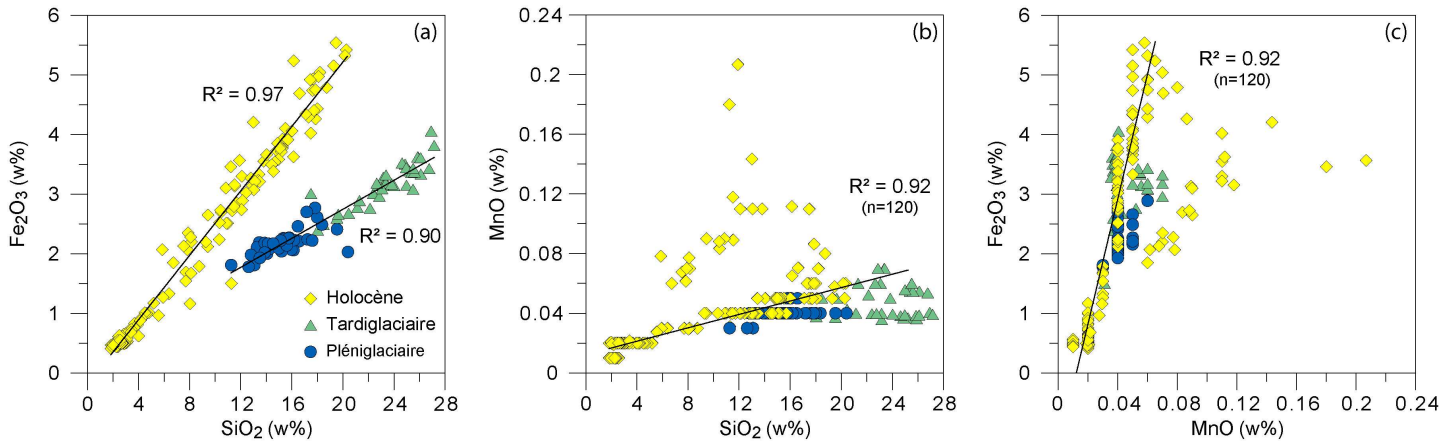 (a)
R² = 0.97
R² = 0.90
Holocène
Tardiglaciaire
Pléniglaciaire
Fe₂O₃ (w%)
6
5
4
3
2
1
0
0 4 8 12 16 20 24 28
SiO₂ (w%)
(b)
R² = 0.92
(n=120)
MnO (w%)
0.24
0.2
0.16
0.12
0.08
0.04
0
0 4 8 12 16 20 24 28
SiO₂ (w%)
(c)
R² = 0.92
(n=120)
Fe₂O₃ (w%)
6
5
4
3
2
1
0
0 0.04 0.08 0.12 0.16 0.20 0.24
MnO (w%)